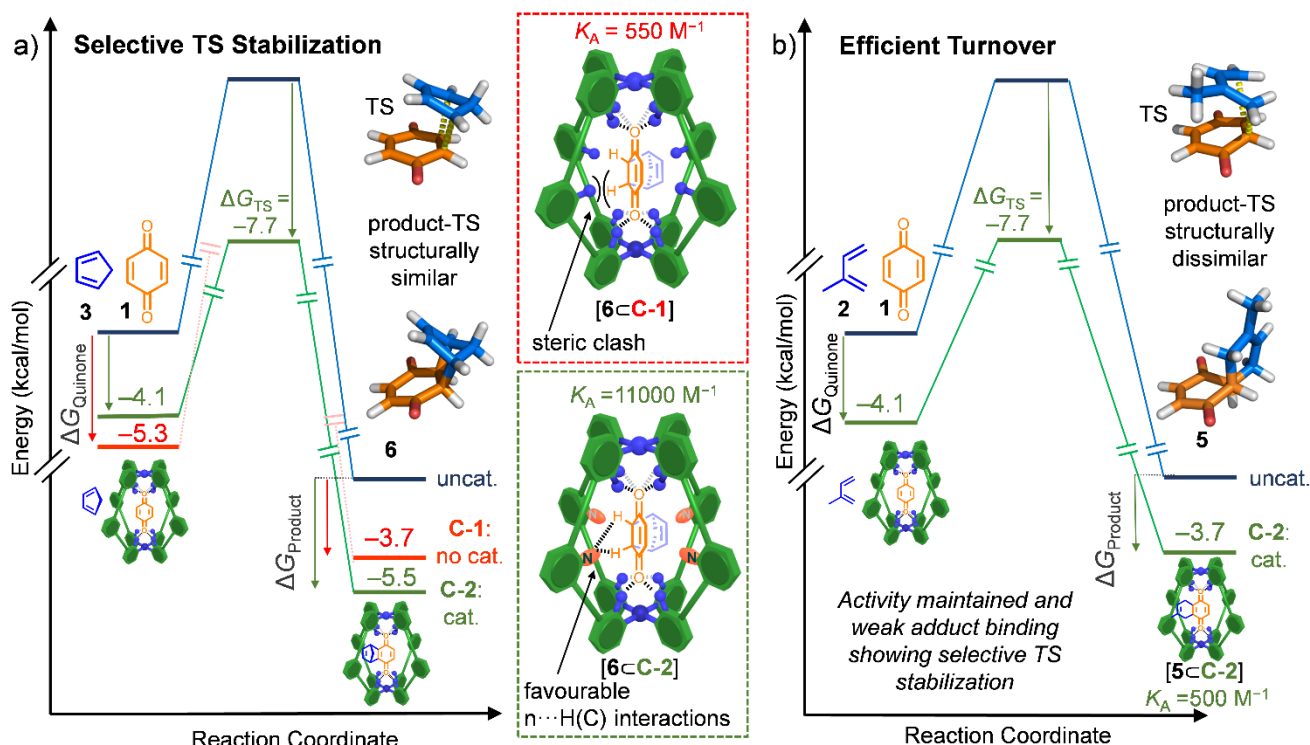 a) Selective TS Stabilization
Energy (kcal/mol)
TS
ΔG_TS =
−7.7
product-TS
structurally
similar
3 1
ΔG_Quinone
−4.1
−5.3
6
uncat.
ΔG_Product
−3.7
C-1:
no cat.
−5.5
C-2:
cat.
Reaction Coordinate
K_A = 550 M⁻¹
O
H
H
O
[6⊂C-1]
steric clash
K_A =11000 M⁻¹
O
N N
H
H
N N
O
[6⊂C-2]
favourable
n···H(C) interactions
b) Efficient Turnover
Energy (kcal/mol)
TS
ΔG_TS =
−7.7
product-TS
structurally
dissimilar
O
2 1
O
ΔG_Quinone
−4.1
5
uncat.
ΔG_Product
−3.7
C-2:
cat.
Activity maintained and
weak adduct binding
showing selective TS
stabilization
[5⊂C-2]
K_A =500 M⁻¹
Reaction Coordinate